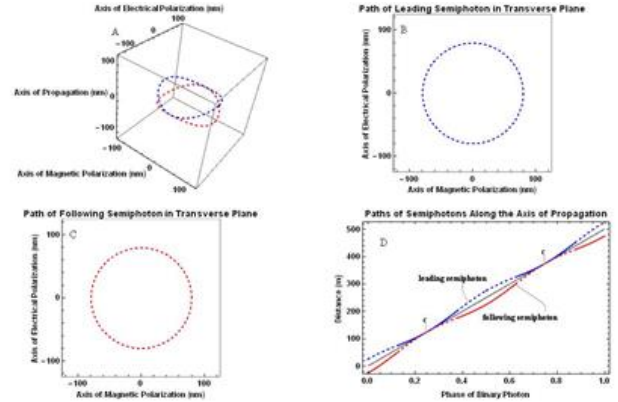 Axis of Electrical Polarization (nm)
100
0
−100
A
100
0
−100
Axis of Propagation (nm)
−100
0
100
Axis of Magnetic Polarization (nm)
Path of Leading Semiphoton in Transverse Plane
B
100
0
−100
Axis of Electrical Polarization (nm)
−100
0
100
Axis of Magnetic Polarization (nm)
Path of Following Semiphoton in Transverse Plane
C
100
0
−100
Axis of Electrical Polarization (nm)
−100
0
100
Axis of Magnetic Polarization (nm)
Paths of Semiphotons Along the Axis of Propagation
D
500
400
300
200
100
0
Distance
leading semiphoton
following semiphoton
c
c
0.0
0.2
0.4
0.6
0.8
1.0
Phase of Binary Photon